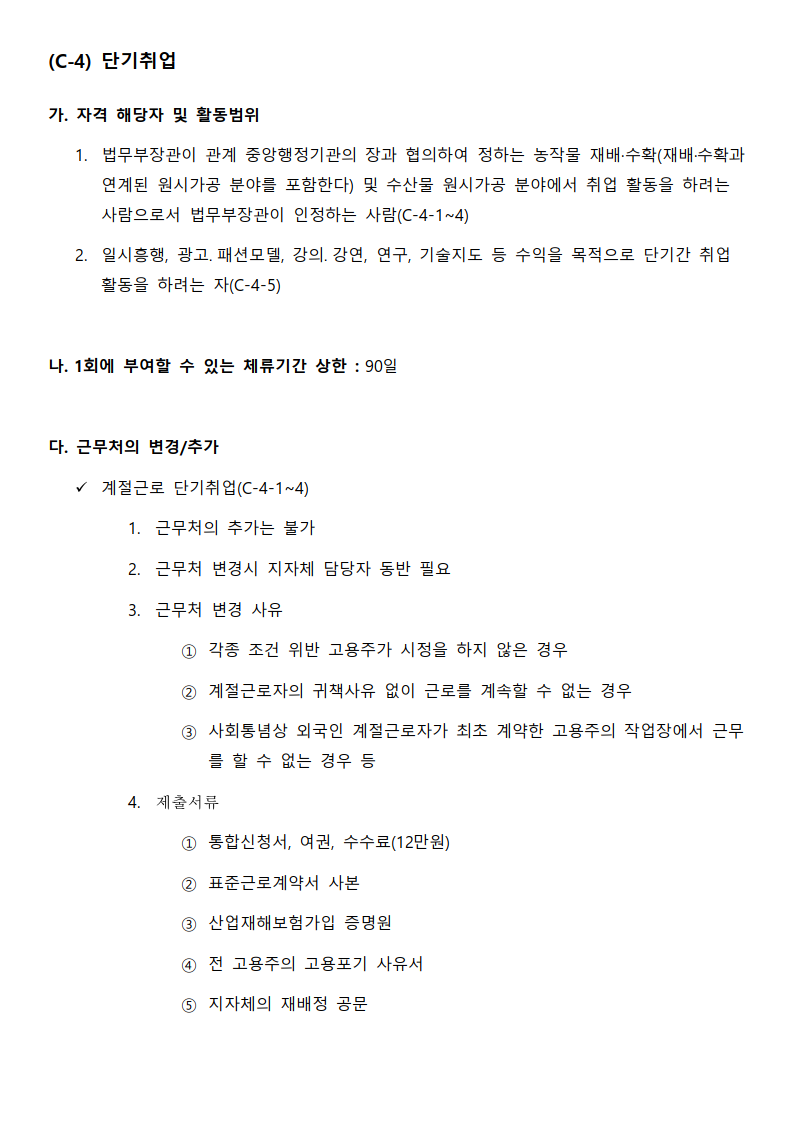 (C-4) 단기취업
가. 자격 해당자 및 활동범위
1. 법무부장관이 관계 중앙행정기관의 장과 협의하여 정하는 농작물 재배·수확(재배·수확과
연계된 원시가공 분야를 포함한다) 및 수산물 원시가공 분야에서 취업 활동을 하려는
사람으로서 법무부장관이 인정하는 사람(C-4-1~4)
2. 일시흥행, 광고. 패션모델, 강의. 강연, 연구, 기술지도 등 수익을 목적으로 단기간 취업
활동을 하려는 자(C-4-5)
나. 1회에 부여할 수 있는 체류기간 상한 : 90일
다. 근무처의 변경/추가
✓ 계절근로 단기취업(C-4-1~4)
1. 근무처의 추가는 불가
2. 근무처 변경시 지자체 담당자 동반 필요
3. 근무처 변경 사유
① 각종 조건 위반 고용주가 시정을 하지 않은 경우
② 계절근로자의 귀책사유 없이 근로를 계속할 수 없는 경우
③ 사회통념상 외국인 계절근로자가 최초 계약한 고용주의 작업장에서 근무
를 할 수 없는 경우 등
4. 제출서류
① 통합신청서, 여권, 수수료(12만원)
② 표준근로계약서 사본
③ 산업재해보험가입 증명원
④ 전 고용주의 고용포기 사유서
⑤ 지자체의 재배정 공문